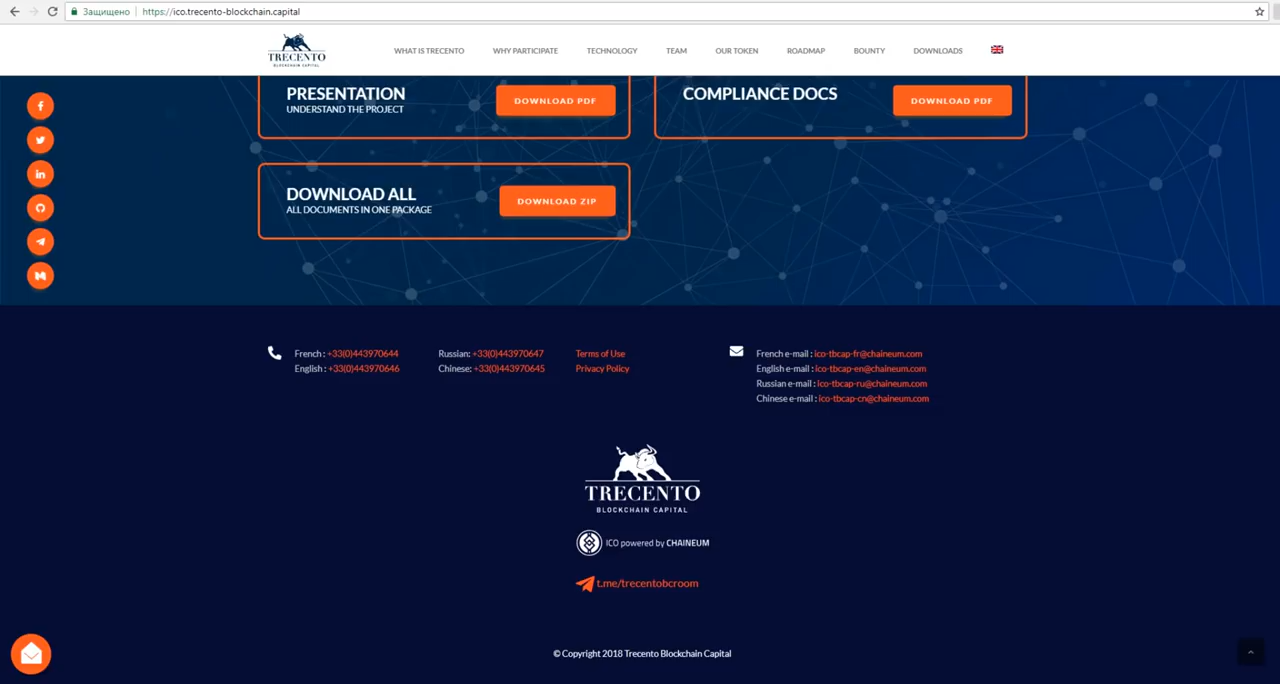 Защищено https://ico.trecento-blockchain.capital
TRECENTO
BLOCKCHAIN CAPITAL
WHAT IS TRECENTO WHY PARTICIPATE TECHNOLOGY TEAM OUR TOKEN ROADMAP BOUNTY DOWNLOADS
PRESENTATION
UNDERSTAND THE PROJECT
DOWNLOAD PDF
COMPLIANCE DOCS
DOWNLOAD PDF
DOWNLOAD ALL
ALL DOCUMENTS IN ONE PACKAGE
DOWNLOAD ZIP
French : +33(0)443970644
English : +33(0)443970646
Russian: +33(0)443970647
Chinese: +33(0)443970645
Terms of Use
Privacy Policy
French e-mail : ico-tbcap-fr@chaineum.com
English e-mail : ico-tbcap-en@chaineum.com
Russian e-mail : ico-tbcap-ru@chaineum.com
Chinese e-mail : ico-tbcap-cn@chaineum.com
TRECENTO
BLOCKCHAIN CAPITAL
ICO powered by CHAINEUM
t.me/trecentobcroom
© Copyright 2018 Trecento Blockchain Capital